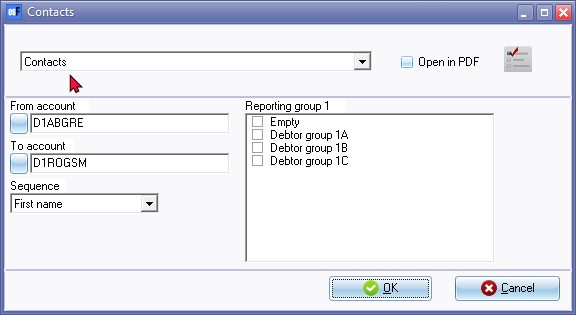 Contacts
Contacts
Open in PDF
From account
D1ABGRE
To account
D1ROGSM
Sequence
First name
Reporting group 1
Empty
Debtor group 1A
Debtor group 1B
Debtor group 1C
OK
Cancel